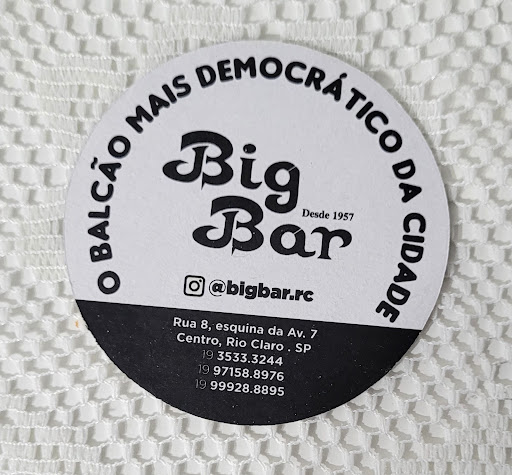 O BALCÃO MAIS DEMOCRÁTICO DA CIDADE
Big
Desde 1957
Bar
@bigbar.rc
Rua 8, esquina da Av. 7
Centro, Rio Claro . SP
19 3533.3244
19 97158.8976
19 99928.8895